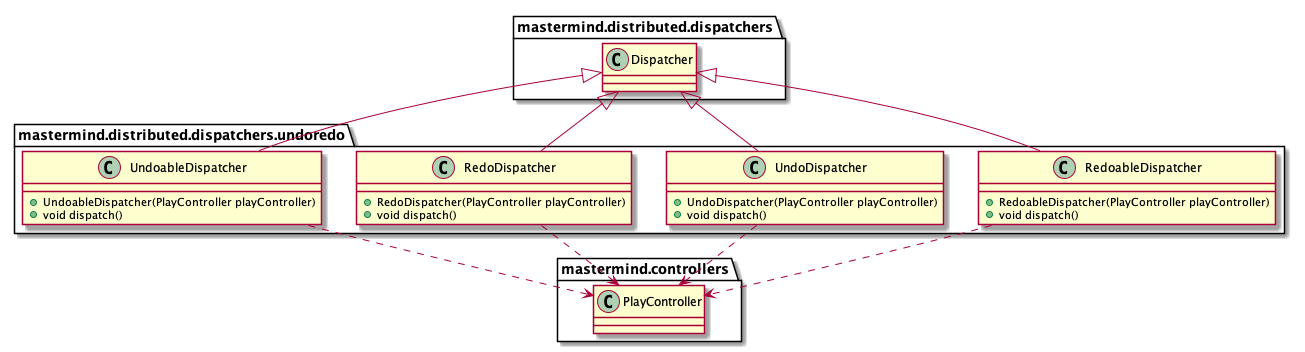 mastermind.distributed.dispatchers
C Dispatcher
mastermind.distributed.dispatchers.undoredo
C UndoableDispatcher
UndoableDispatcher(PlayController playController)
void dispatch()
C RedoDispatcher
RedoDispatcher(PlayController playController)
void dispatch()
C UndoDispatcher
UndoDispatcher(PlayController playController)
void dispatch()
C RedoableDispatcher
RedoableDispatcher(PlayController playController)
void dispatch()
mastermind.controllers
C PlayController